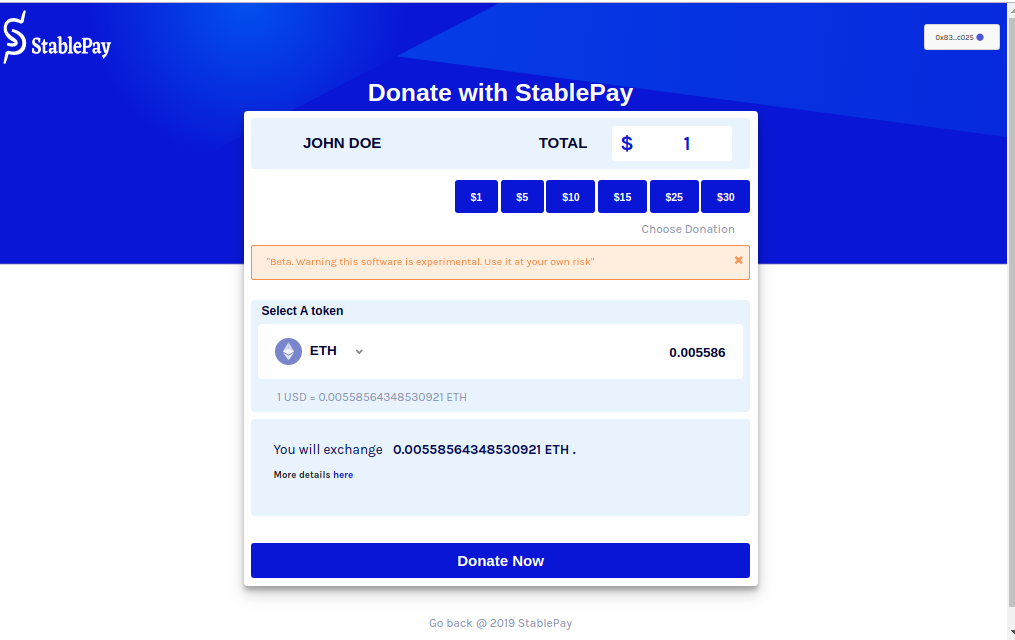 StablePay
0x83...c025
Donate with StablePay
JOHN DOE TOTAL $ 1
$1 $5 $10 $15 $25 $30
Choose Donation
"Beta. Warning this software is experimental. Use it at your own risk" ✖
Select A token
ETH 0.005586
1 USD = 0.00558564348530921 ETH
You will exchange 0.00558564348530921 ETH .
More details here
Donate Now
Go back @ 2019 StablePay